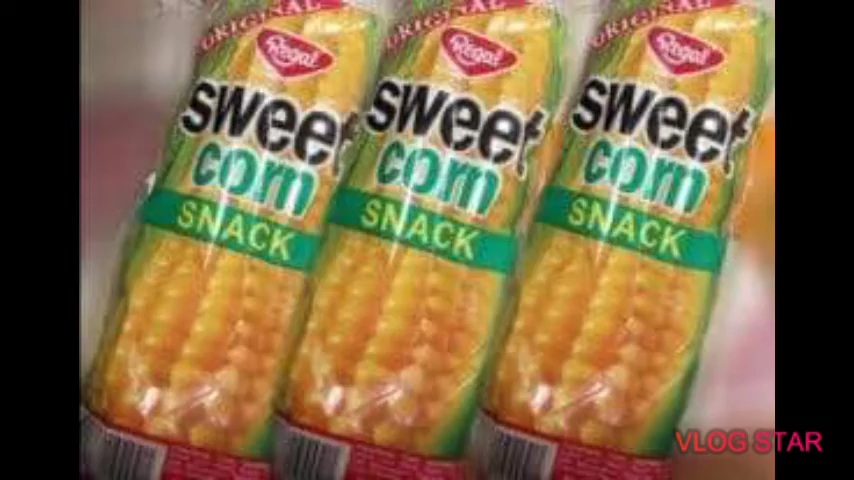 ORIGINAL
Regal
sweet
corn
SNACK
ORIGINAL
Regal
sweet
corn
SNACK
ORIGINAL
Regal
sweet
corn
SNACK
VLOG STAR